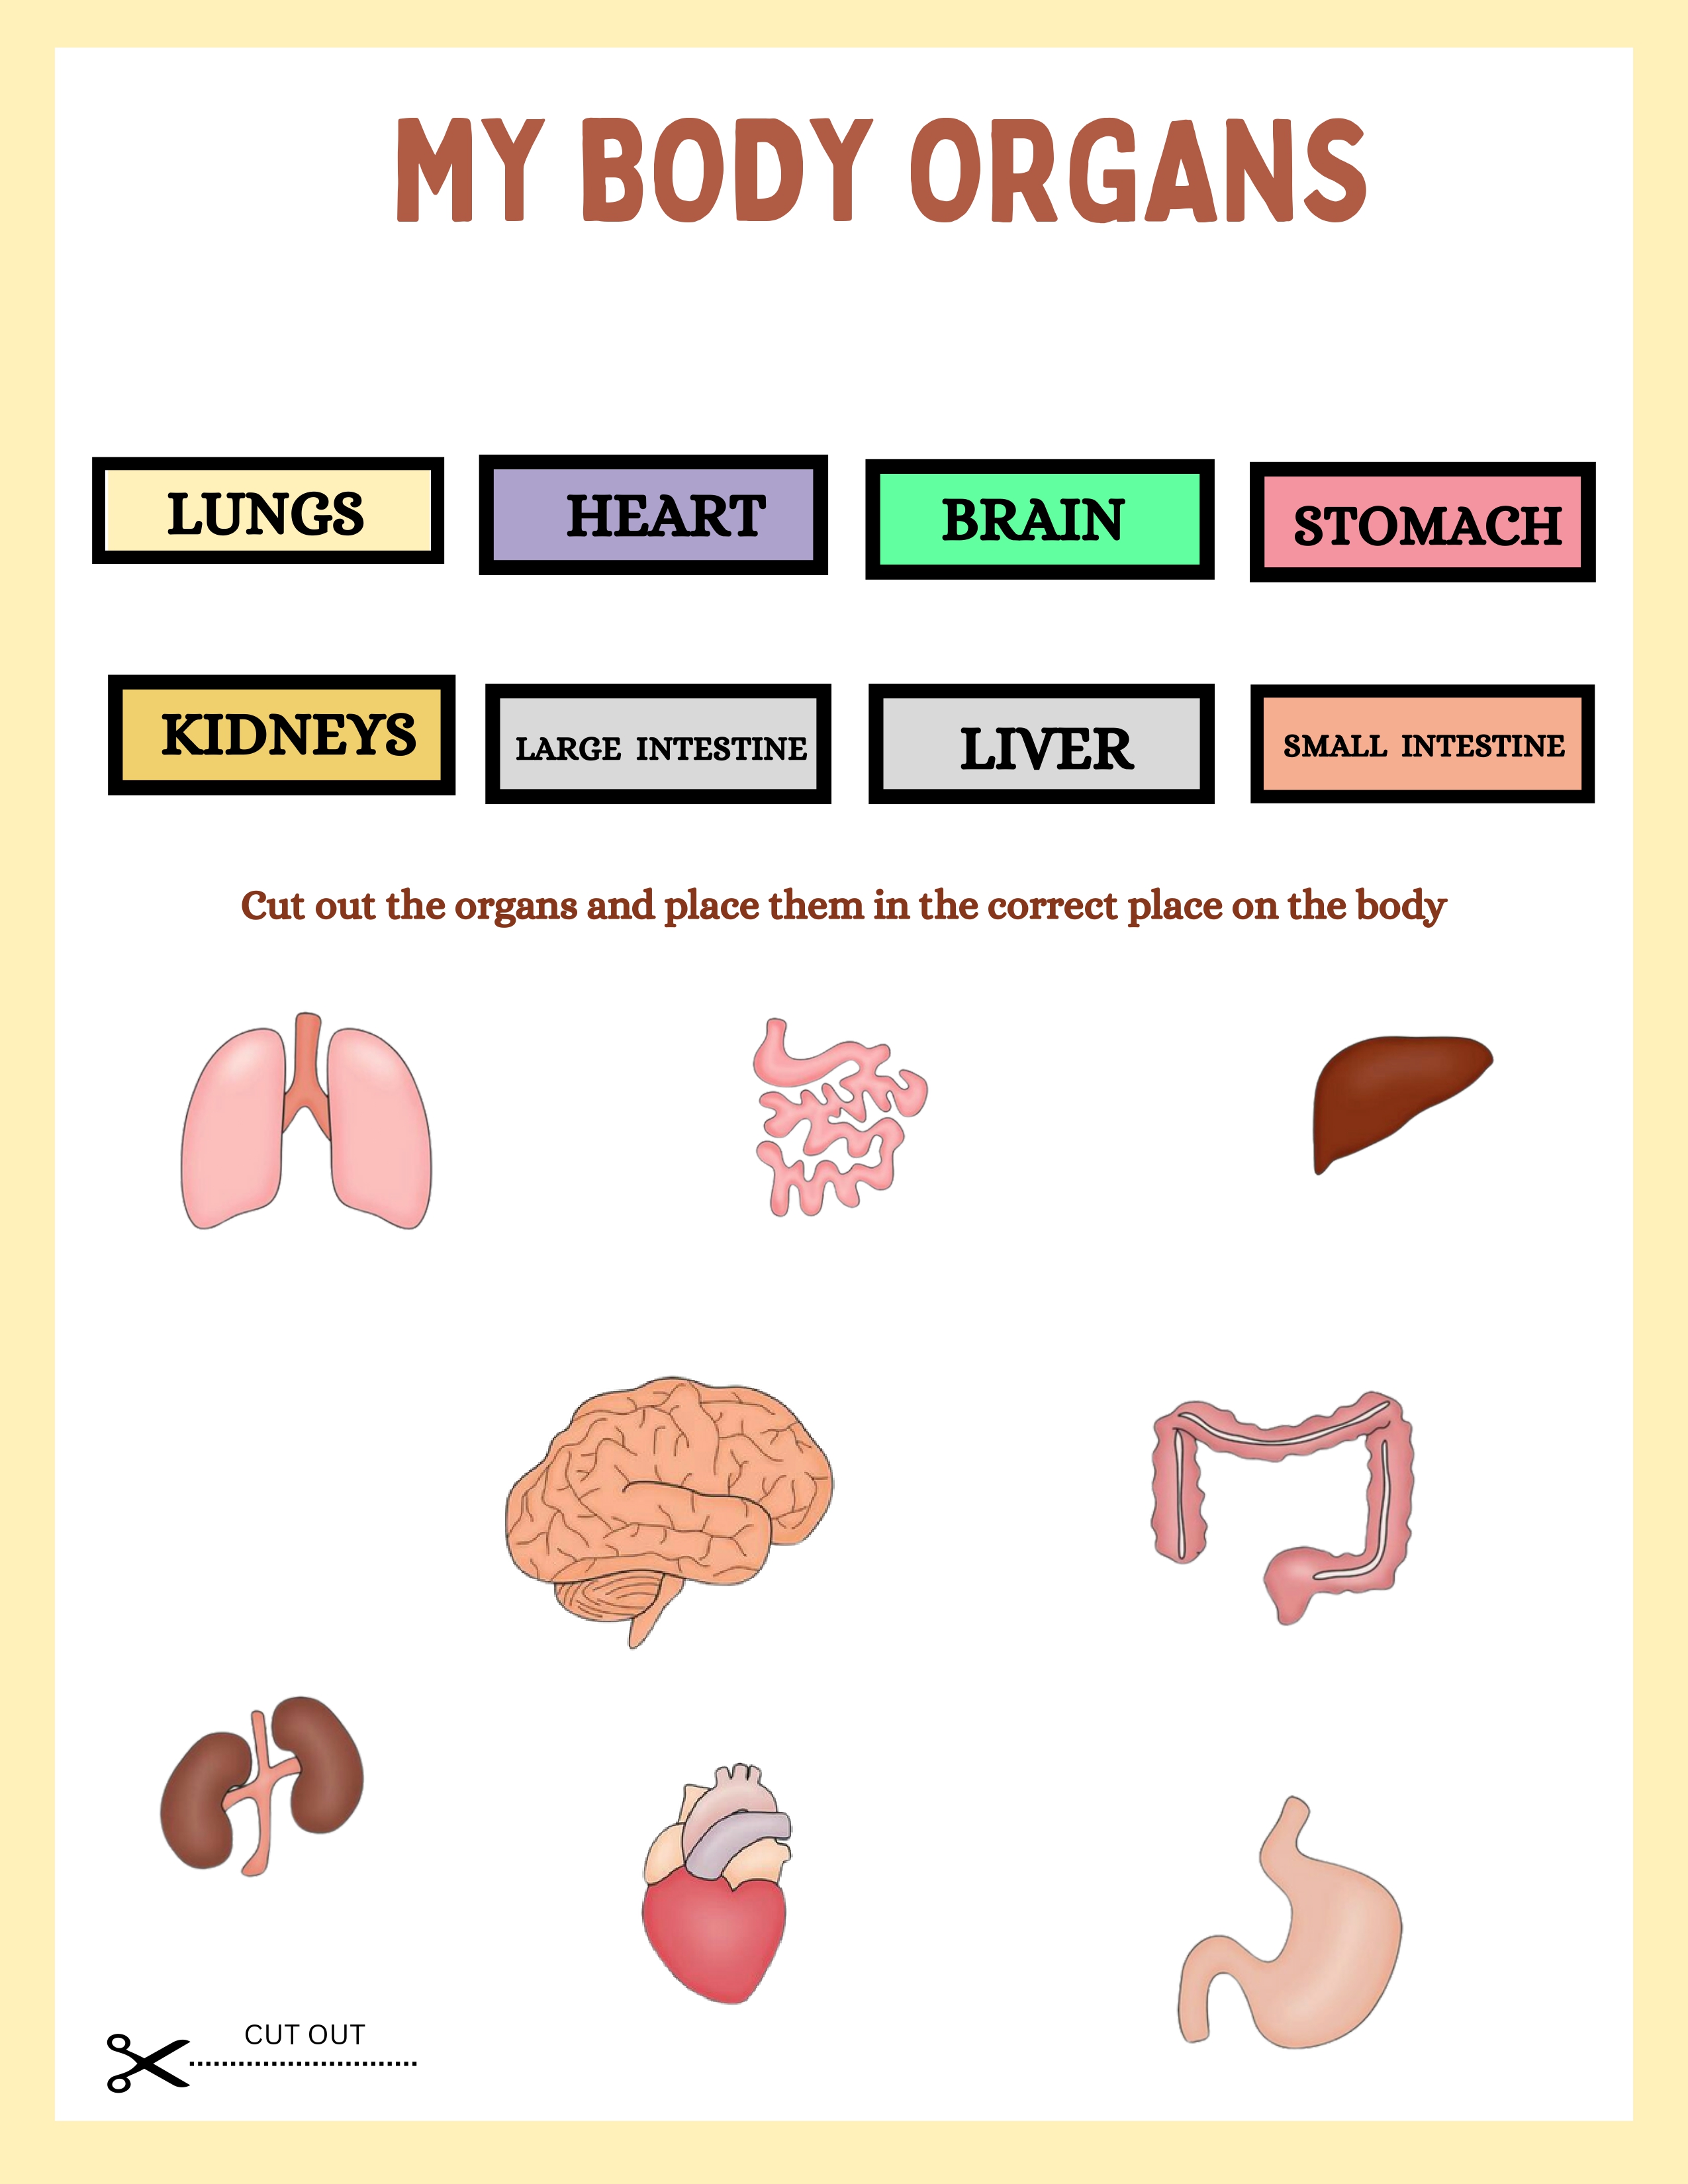 MY BODY ORGANS
LUNGS
HEART
BRAIN
STOMACH
KIDNEYS
LARGE INTESTINE
LIVER
SMALL INTESTINE
Cut out the organs and place them in the correct place on the body
CUT OUT